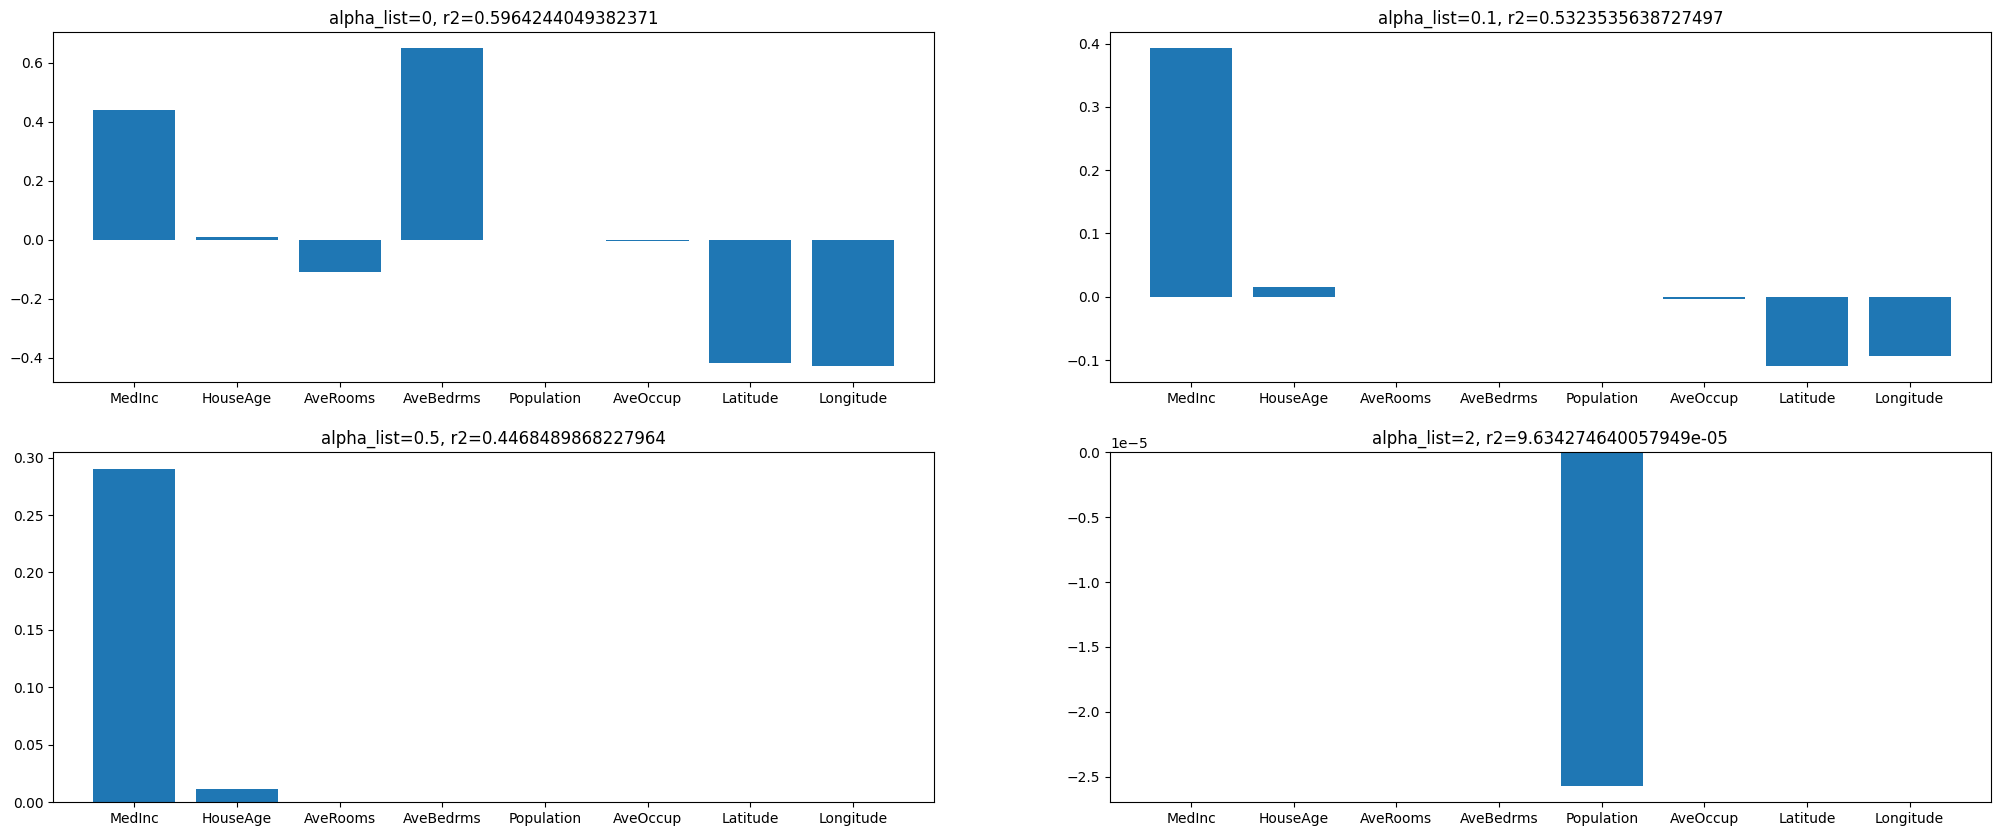 alpha_list=0, r2=0.5964244049382371
0.6
0.4
0.2
0.0
−0.2
−0.4
MedInc HouseAge AveRooms AveBedrms Population AveOccup Latitude Longitude
alpha_list=0.1, r2=0.5323535638727497
0.4
0.3
0.2
0.1
0.0
−0.1
MedInc HouseAge AveRooms AveBedrms Population AveOccup Latitude Longitude
alpha_list=0.5, r2=0.4468489868227964
0.30
0.25
0.20
0.15
0.10
0.05
0.00
MedInc HouseAge AveRooms AveBedrms Population AveOccup Latitude Longitude
alpha_list=2, r2=9.634274640057949e-05
1e−5
0.0
−0.5
−1.0
−1.5
−2.0
−2.5
MedInc HouseAge AveRooms AveBedrms Population AveOccup Latitude Longitude